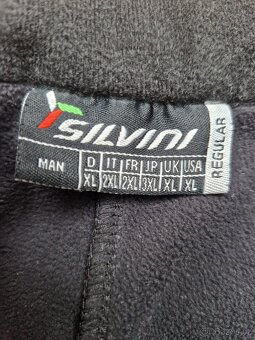 SILVINI
MAN D IT FR JP UK USA
XL 2XL 2XL 3XL XL XL
REGULAR